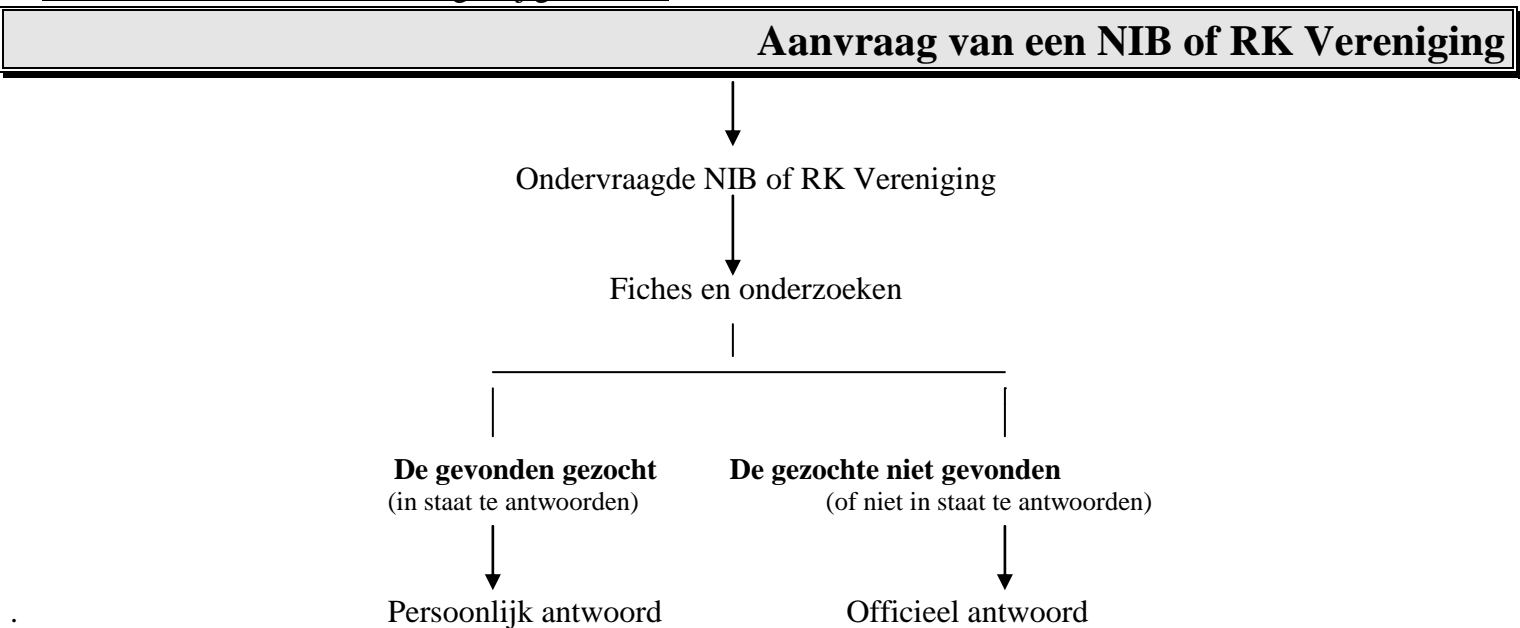 Aanvraag van een NIB of RK Vereniging
Ondervraagde NIB of RK Vereniging
Fiches en onderzoeken
De gevonden gezocht De gezochte niet gevonden
(in staat te antwoorden) (of niet in staat te antwoorden)
. Persoonlijk antwoord Officieel antwoord